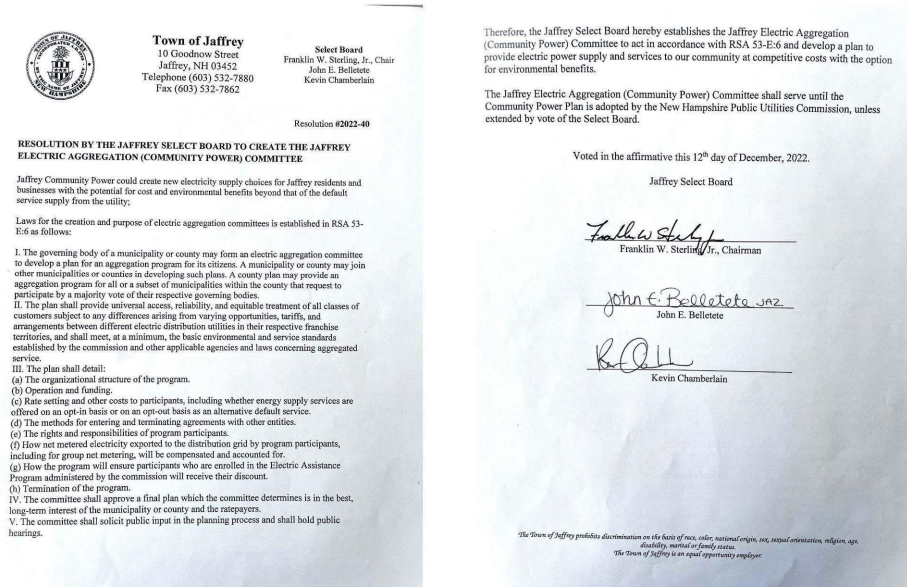 TOWN OF JAFFREY
NEW HAMPSHIRE
Town of Jaffrey
10 Goodnow Street
Jaffrey, NH 03452
Telephone (603) 532-7880
Fax (603) 532-7862
Select Board
Franklin W. Sterling, Jr., Chair
John E. Belletete
Kevin Chamberlain
Resolution #2022-40
RESOLUTION BY THE JAFFREY SELECT BOARD TO CREATE THE JAFFREY
ELECTRIC AGGREGATION (COMMUNITY POWER) COMMITTEE
Jaffrey Community Power could create new electricity supply choices for Jaffrey residents and
businesses with the potential for cost and environmental benefits beyond that of the default
service supply from the utility;
Laws for the creation and purpose of electric aggregation committees is established in RSA 53-
E:6 as follows:
I. The governing body of a municipality or county may form an electric aggregation committee
to develop a plan for an aggregation program for its citizens. A municipality or county may join
other municipalities or counties in developing such plans. A county plan may provide an
aggregation program for all or a subset of municipalities within the county that request to
participate by a majority vote of their respective governing bodies.
II. The plan shall provide universal access, reliability, and equitable treatment of all classes of
customers subject to any differences arising from varying opportunities, tariffs, and
arrangements between different electric distribution utilities in their respective franchise
territories, and shall meet, at a minimum, the basic environmental and service standards
established by the commission and other applicable agencies and laws concerning aggregated
service.
III. The plan shall detail:
(a) The organizational structure of the program.
(b) Operation and funding.
(c) Rate setting and other costs to participants, including whether energy supply services are
offered on an opt-in basis or on an opt-out basis as an alternative default service.
(d) The methods for entering and terminating agreements with other entities.
(e) The rights and responsibilities of program participants.
(f) How net metered electricity exported to the distribution grid by program participants,
including for group net metering, will be compensated and accounted for.
(g) How the program will ensure participants who are enrolled in the Electric Assistance
Program administered by the commission will receive their discount.
(h) Termination of the program.
IV. The committee shall approve a final plan which the committee determines is in the best,
long-term interest of the municipality or county and the ratepayers.
V. The committee shall solicit public input in the planning process and shall hold public
hearings.
Therefore, the Jaffrey Select Board hereby establishes the Jaffrey Electric Aggregation
(Community Power) Committee to act in accordance with RSA 53-E:6 and develop a plan to
provide electric power supply and services to our community at competitive costs with the option
for environmental benefits.
The Jaffrey Electric Aggregation (Community Power) Committee shall serve until the
Community Power Plan is adopted by the New Hampshire Public Utilities Commission, unless
extended by vote of the Select Board.
Voted in the affirmative this 12th day of December, 2022.
Jaffrey Select Board
Franklin W. Sterling, Jr., Chairman
John E. Belletete JAZ
John E. Belletete
Kevin Chamberlain
The Town of Jaffrey prohibits discrimination on the basis of race, color, national origin, sex, sexual orientation, religion, age,
disability, marital or family status.
The Town of Jaffrey is an equal opportunity employer.